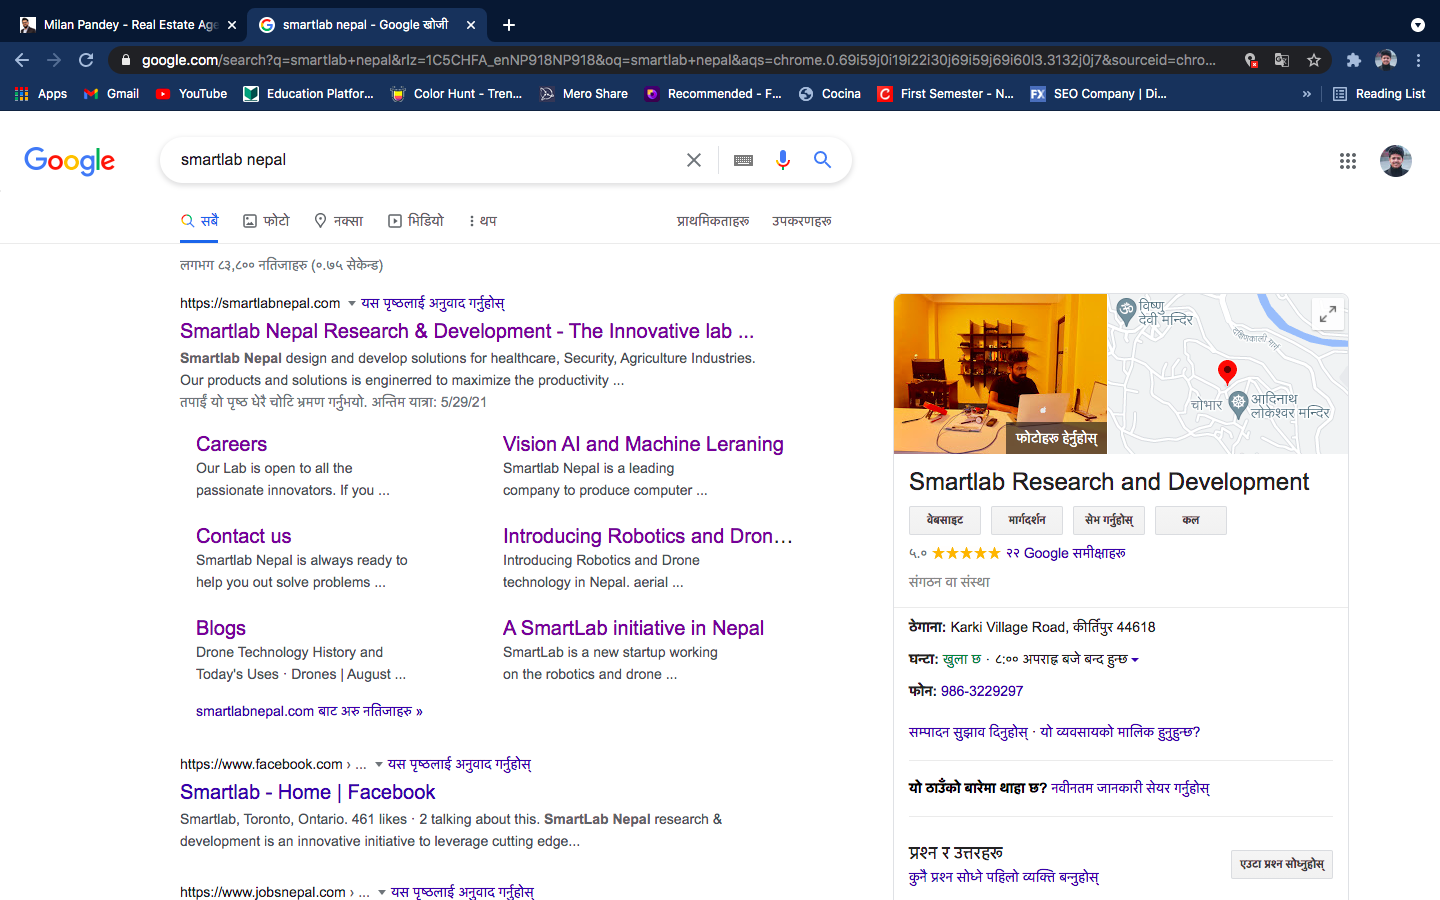 Milan Pandey - Real Estate Age
smartlab nepal - Google खोजी
google.com/search?q=smartlab+nepal&rlz=1C5CHFA_enNP918NP918&oq=smartlab+nepal&aqs=chrome.0.69i59j0i19i22i30j69i59j69i60l3.3132j0j7&sourceid=chro...
Apps
Gmail
YouTube
Education Platfor...
Color Hunt - Tren...
Mero Share
Recommended - F...
Cocina
First Semester - N...
FX
SEO Company | Di...
»
Reading List
Google
smartlab nepal
सबै
फोटो
नक्सा
भिडियो
थप
प्राथमिकताहरू
उपकरणहरू
लगभग ८३,८०० नतिजाहरु (०.७५ सेकेन्ड)
https://smartlabnepal.com यस पृष्ठलाई अनुवाद गर्नुहोस्
Smartlab Nepal Research & Development - The Innovative lab ...
Smartlab Nepal design and develop solutions for healthcare, Security, Agriculture Industries.
Our products and solutions is enginerred to maximize the productivity ...
तपाईं यो पृष्ठ घेरै चोटि भ्रमण गर्नुभयो. अन्तिम यात्रा: 5/29/21
Careers
Our Lab is open to all the
passionate innovators. If you ...
Vision AI and Machine Leraning
Smartlab Nepal is a leading
company to produce computer ...
Contact us
Smartlab Nepal is always ready to
help you out solve problems ...
Introducing Robotics and Dron...
Introducing Robotics and Drone
technology in Nepal. aerial ...
Blogs
Drone Technology History and
Today's Uses · Drones | August ...
A SmartLab initiative in Nepal
SmartLab is a new startup working
on the robotics and drone ...
smartlabnepal.com बाट अरु नतिजाहरु »
https://www.facebook.com › ... यस पृष्ठलाई अनुवाद गर्नुहोस्
Smartlab - Home | Facebook
Smartlab, Toronto, Ontario. 461 likes · 2 talking about this. SmartLab Nepal research &
development is an innovative initiative to leverage cutting edge...
https://www.jobsnepal.com › ... यस पृष्ठलाई अनुवाद गर्नुहोस्
फोटोहरू हेर्नुहोस्
विष्णु
देवी मन्दिर
दक्षिणकाली मार्ग
चोभार
आदिनाथ
लोकेश्वर मन्दिर
Smartlab Research and Development
वेबसाइट
मार्गदर्शन
सेभ गर्नुहोस्
कल
५.० २२ Google समीक्षाहरू
संगठन वा संस्था
ठेगाना: Karki Village Road, कीर्तिपुर 44618
घन्टा: खुला छ · ८:०० अपराह्न बजे बन्द हुन्छ
फोन: 986-3229297
सम्पादन सुझाव दिनुहोस् · यो व्यवसायको मालिक हुनुहुन्छ?
यो ठाउँको बारेमा थाहा छ? नवीनतम जानकारी सेयर गर्नुहोस्
प्रश्न र उत्तरहरू
कुनै प्रश्न सोध्ने पहिलो व्यक्ति बन्नुहोस्
एउटा प्रश्न सोध्नुहोस्